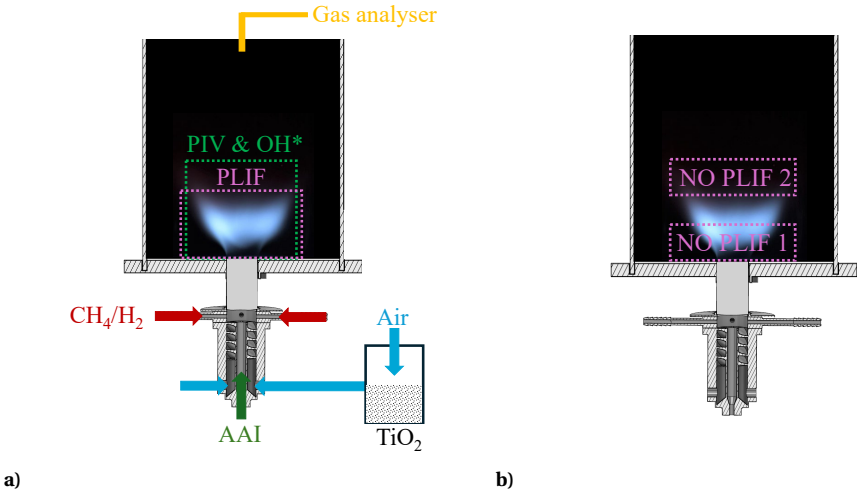 Gas analyser
PIV & OH*
PLIF
CH₄/H₂
Air
AAI
TiO₂
a)
NO PLIF 2
NO PLIF 1
b)